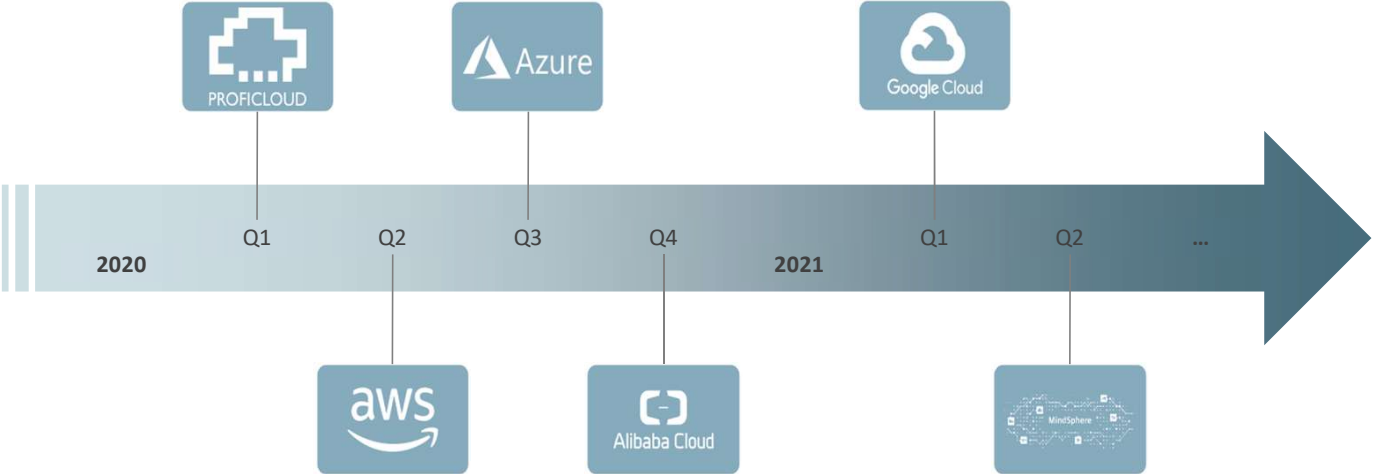 PROFICLOUD
Azure
Google Cloud
Q1
Q2
Q3
Q4
Q1
Q2
...
2020
2021
aws
Alibaba Cloud
MindSphere